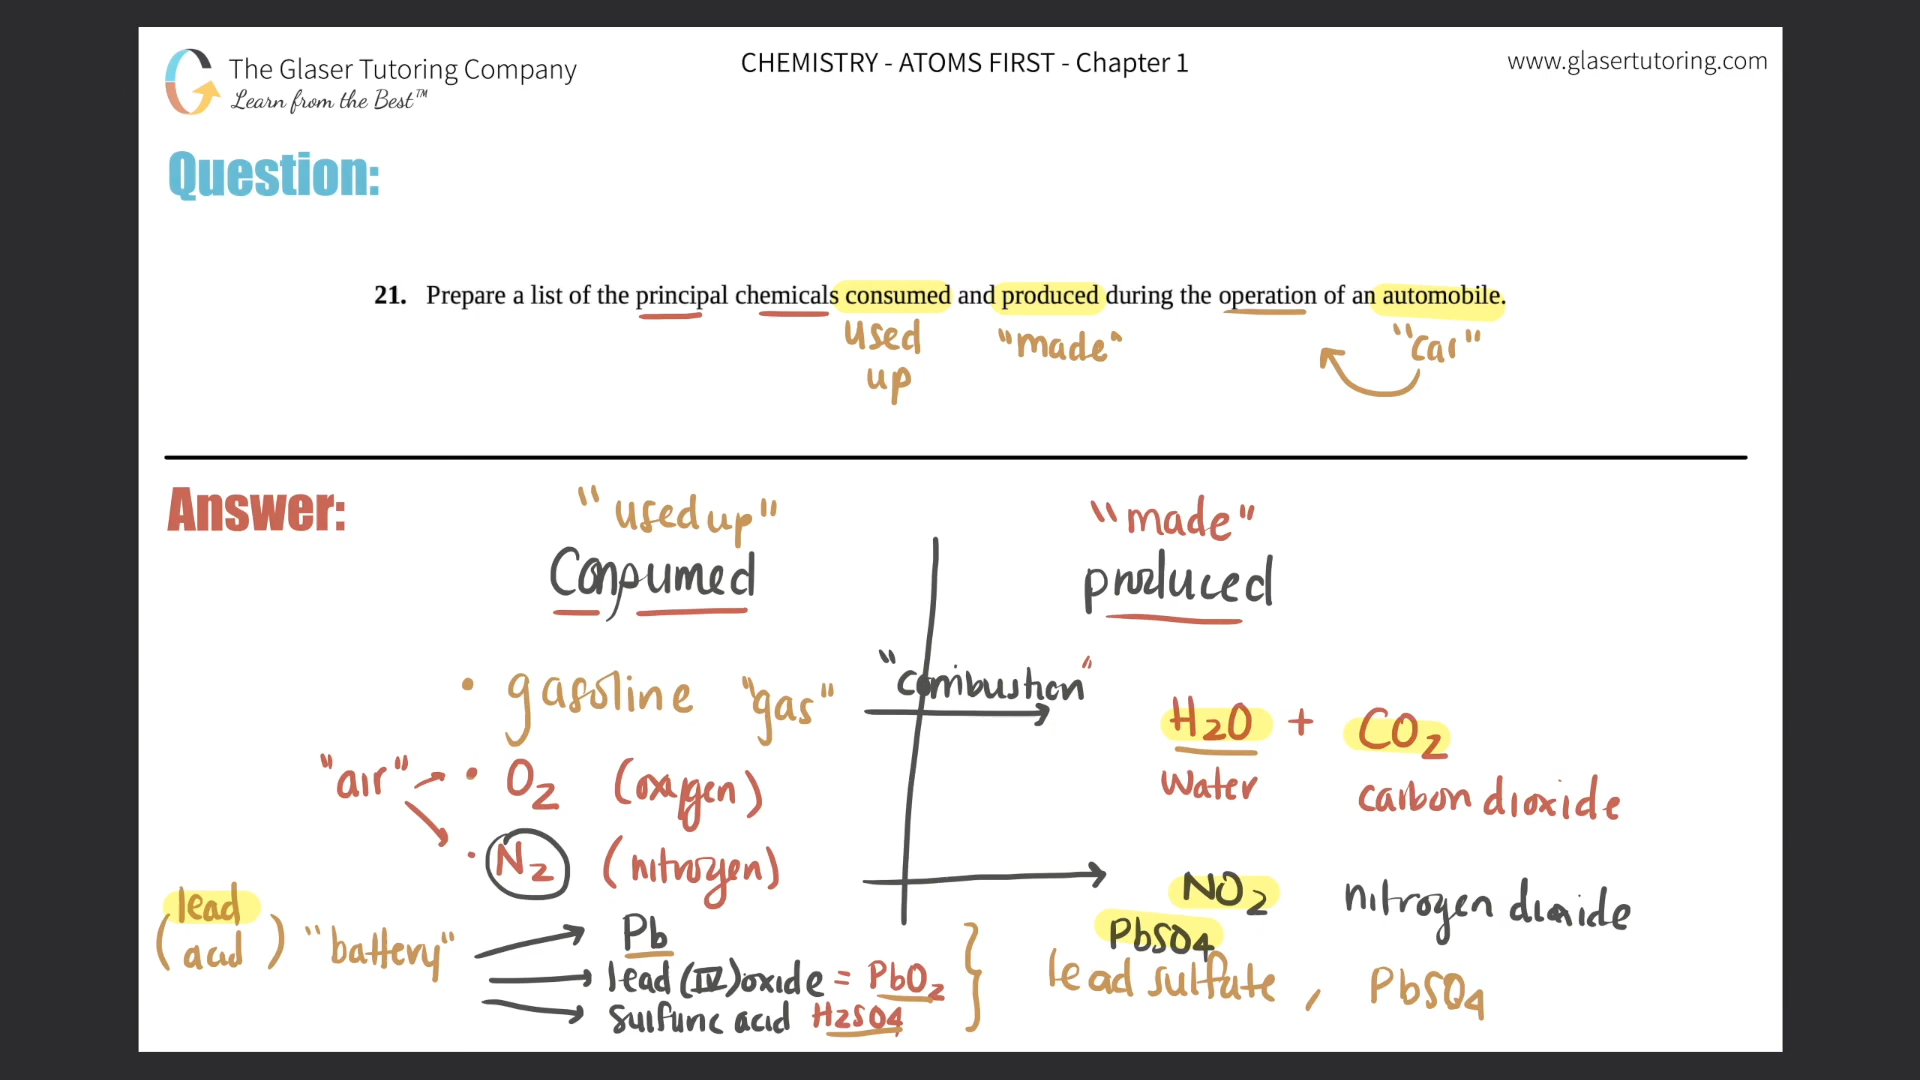 The Glaser Tutoring Company
Learn from the Best™
CHEMISTRY - ATOMS FIRST - Chapter 1
www.glasertutoring.com
Question:
21. Prepare a list of the principal chemicals consumed and produced during the operation of an automobile.
used up
"made"
"car"
Answer:
"used up"
Consumed
"made"
produced
• gasoline "gas"
"combustion"
H2O + CO2
water
carbon dioxide
"air"
• O2 (oxygen)
• N2 (nitrogen)
NO2 nitrogen dioxide
(lead acid) "battery"
Pb
lead (IV) oxide = PbO2
sulfuric acid H2SO4
PbSO4
lead sulfate, PbSO4